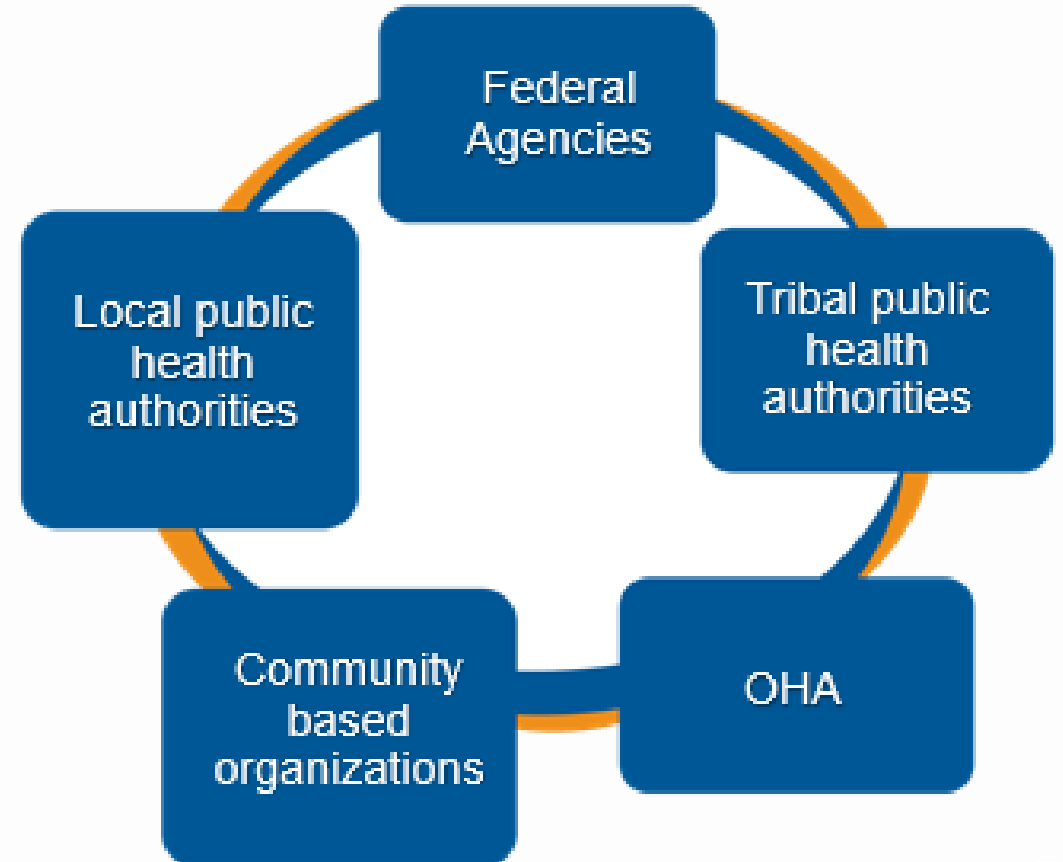 Federal
Agencies
Tribal public
health
authorities
OHA
Community
based
organizations
Local public
health
authorities